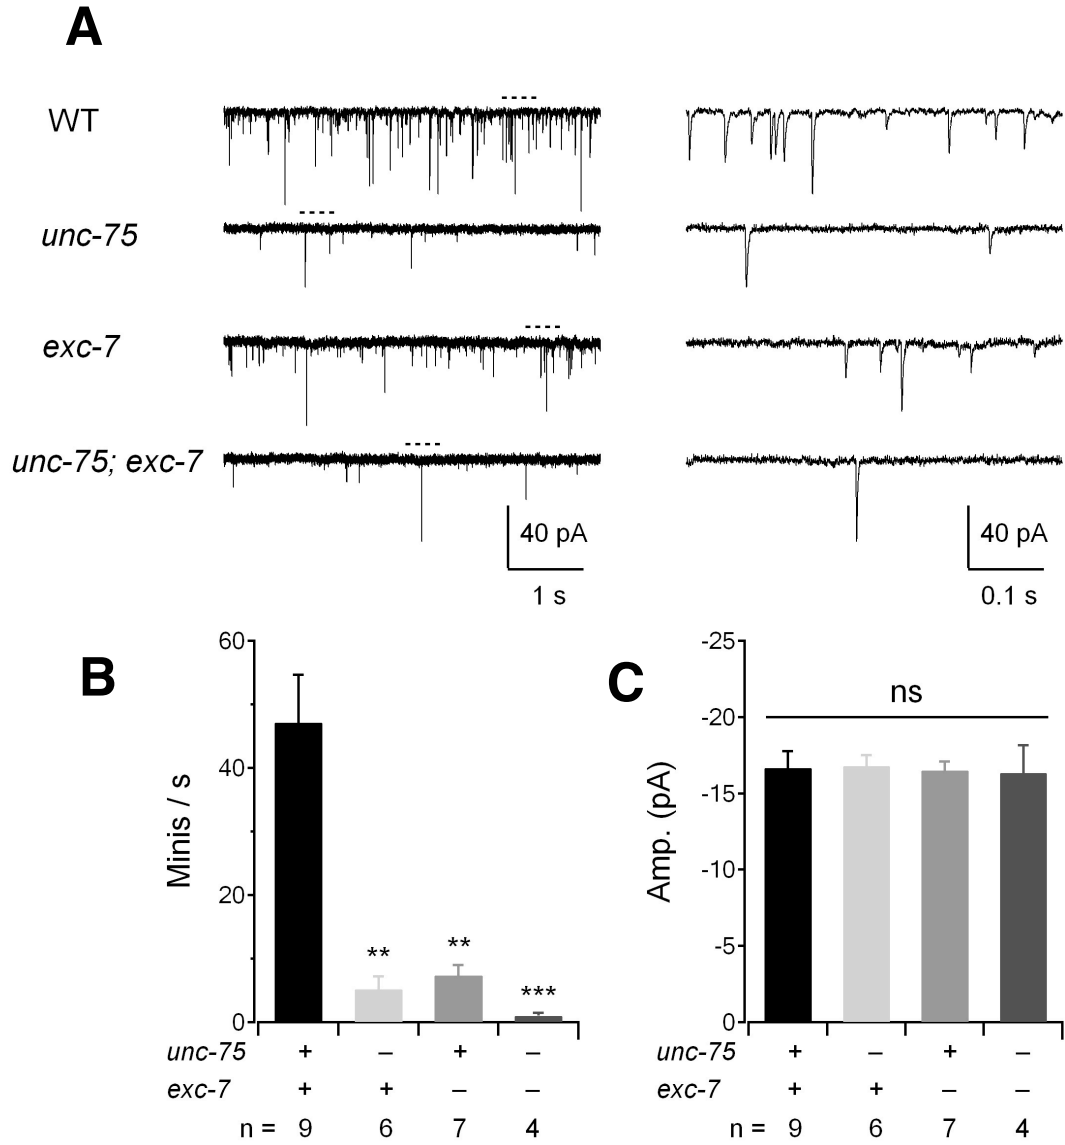 A
WT
unc-75
exc-7
unc-75; exc-7
40 pA
1 s
40 pA
0.1 s
B
Minis / s
60
40
20
0
**
**
***
unc-75 + – + –
exc-7 + + – –
n = 9 6 7 4
C
Amp. (pA)
-25
-20
-15
-10
-5
0
ns
unc-75 + – + –
exc-7 + + – –
n = 9 6 7 4